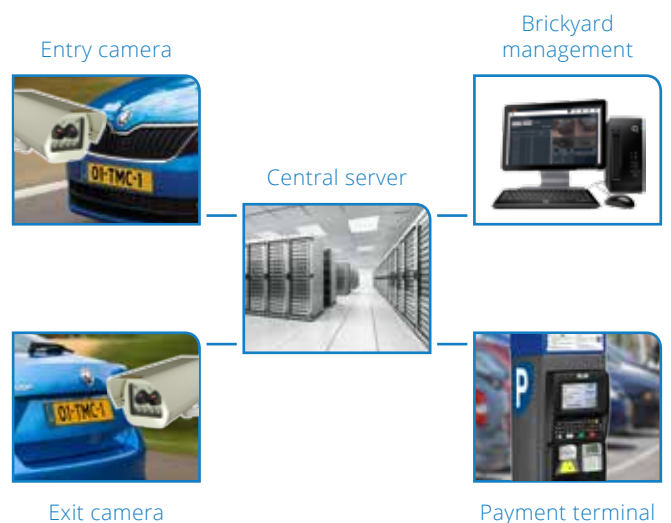 Brickyard
management
Entry camera
01-TMC-1
Central server
01-TMC-1
P
Exit camera
Payment terminal